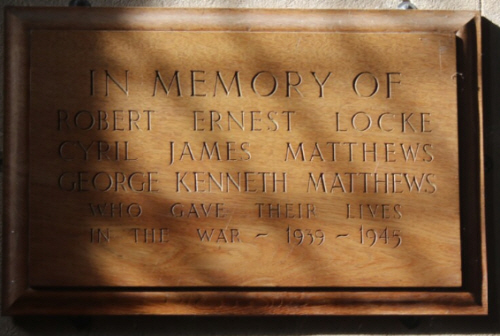 IN MEMORY OF
ROBERT ERNEST LOCKE
CYRIL JAMES MATTHEWS
GEORGE KENNETH MATTHEWS
WHO GAVE THEIR LIVES
IN THE WAR ~ 1939 ~ 1945